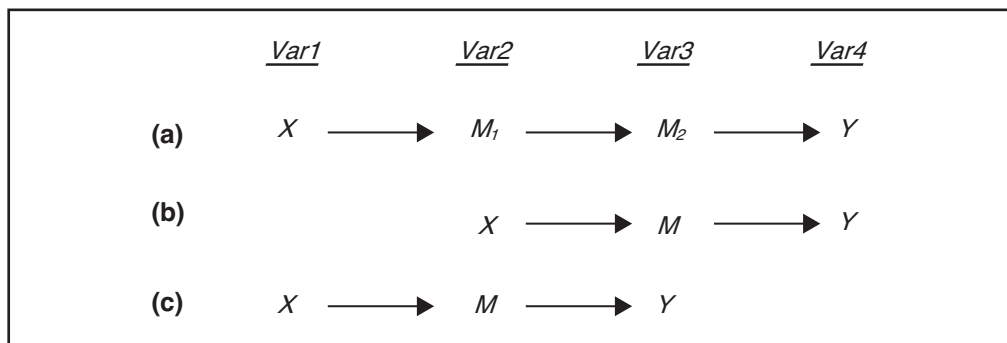 Var1 Var2 Var3 Var4
(a) X M₁ M₂ Y
(b) X M Y
(c) X M Y